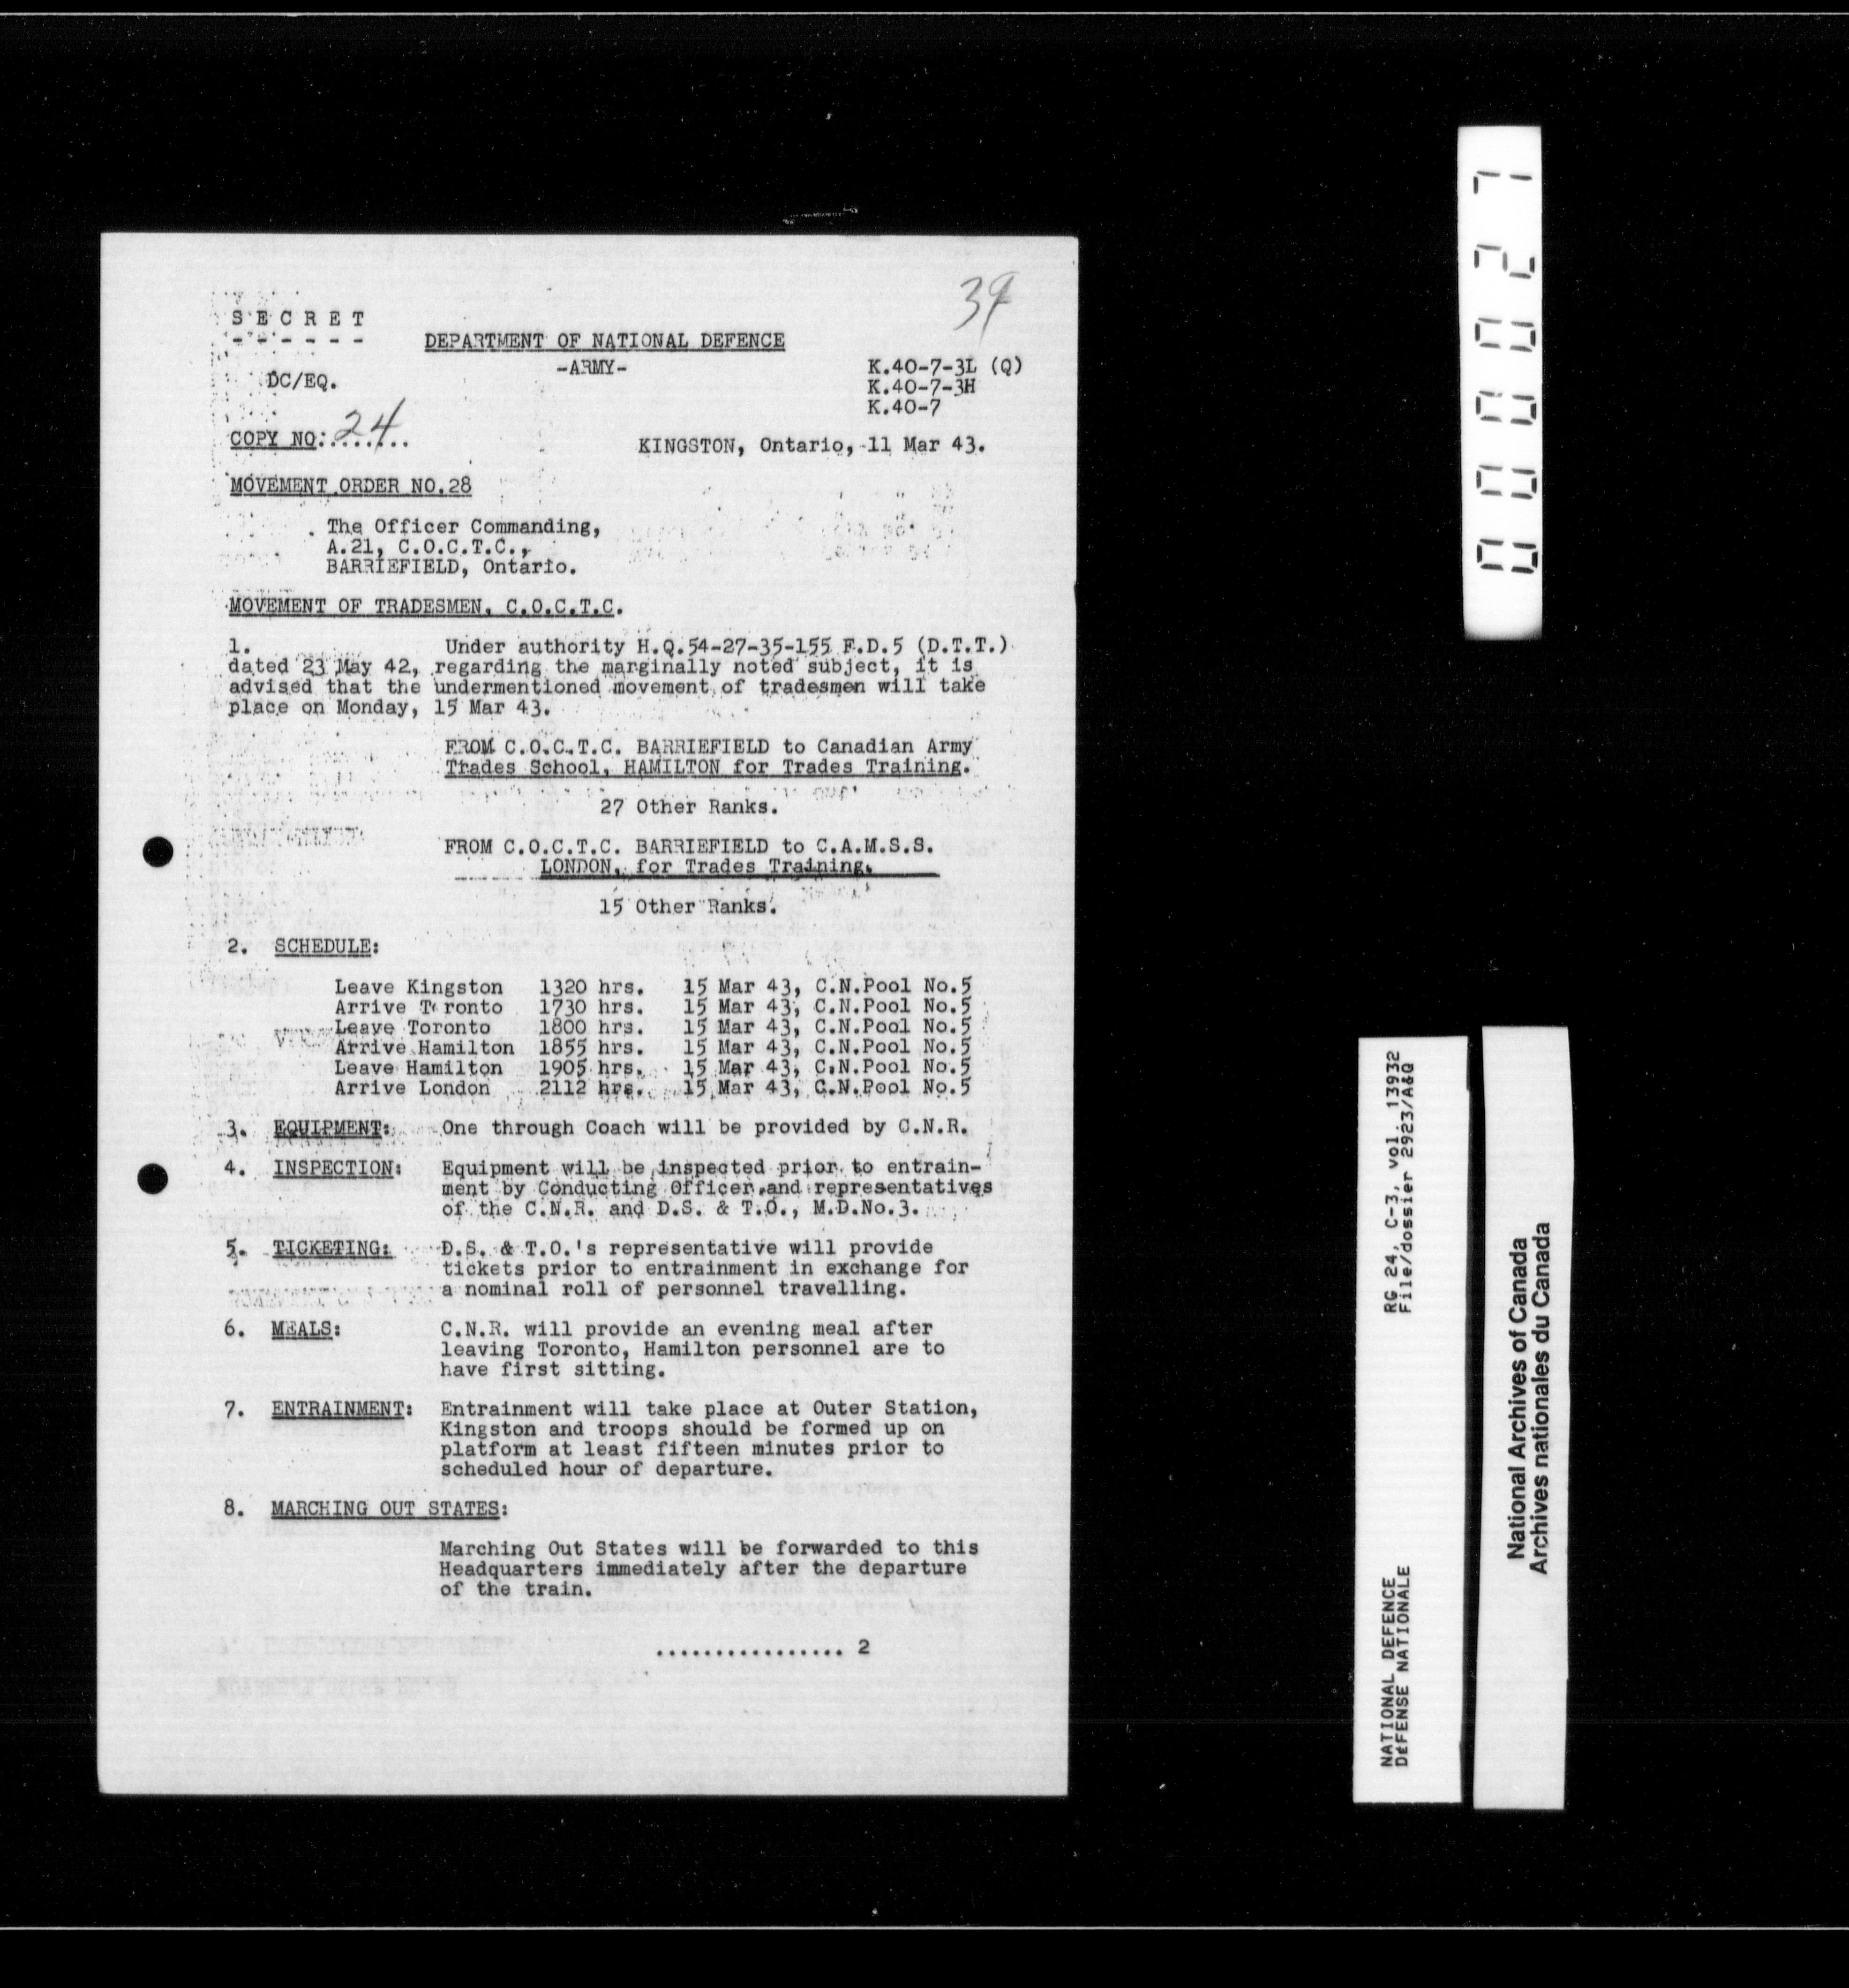 39
S E C R E T
- - - - - -
DEPARTMENT OF NATIONAL DEFENCE
-ARMY-
K.40-7-3L (Q)
DC/EQ.
K.40-7-3H
K.40-7
COPY NO:.24.....
KINGSTON, Ontario, 11 Mar 43.
MOVEMENT ORDER NO.28
The Officer Commanding,
A.21, C.O.C.T.C.,
BARRIEFIELD, Ontario.
MOVEMENT OF TRADESMEN, C.O.C.T.C.
1. Under authority H.Q.54-27-35-155 F.D.5 (D.T.T.)
dated 23 May 42, regarding the marginally noted subject, it is
advised that the undermentioned movement of tradesmen will take
place on Monday, 15 Mar 43.
FROM C.O.C.T.C. BARRIEFIELD to Canadian Army
Trades School, HAMILTON for Trades Training.
27 Other Ranks.
FROM C.O.C.T.C. BARRIEFIELD to C.A.M.S.S.
LONDON, for Trades Training.
15 Other Ranks.
2. SCHEDULE:
Leave Kingston 1320 hrs. 15 Mar 43, C.N.Pool No.5
Arrive Toronto 1730 hrs. 15 Mar 43, C.N.Pool No.5
Leave Toronto 1800 hrs. 15 Mar 43, C.N.Pool No.5
Arrive Hamilton 1855 hrs. 15 Mar 43, C.N.Pool No.5
Leave Hamilton 1905 hrs. 15 Mar 43, C.N.Pool No.5
Arrive London 2112 hrs. 15 Mar 43, C.N.Pool No.5
3. EQUIPMENT: One through Coach will be provided by C.N.R.
4. INSPECTION: Equipment will be inspected prior to entrain-
ment by Conducting Officer and representatives
of the C.N.R. and D.S. & T.O., M.D.No.3.
5. TICKETING: D.S. & T.O.'s representative will provide
tickets prior to entrainment in exchange for
a nominal roll of personnel travelling.
6. MEALS: C.N.R. will provide an evening meal after
leaving Toronto, Hamilton personnel are to
have first sitting.
7. ENTRAINMENT: Entrainment will take place at Outer Station,
Kingston and troops should be formed up on
platform at least fifteen minutes prior to
scheduled hour of departure.
8. MARCHING OUT STATES:
Marching Out States will be forwarded to this
Headquarters immediately after the departure
of the train.
................ 2
000027
NATIONAL DEFENCE RG 24, C-3, vol. 13932
DÉFENSE NATIONALE File/dossier 2923/A&Q
National Archives of Canada
Archives nationales du Canada